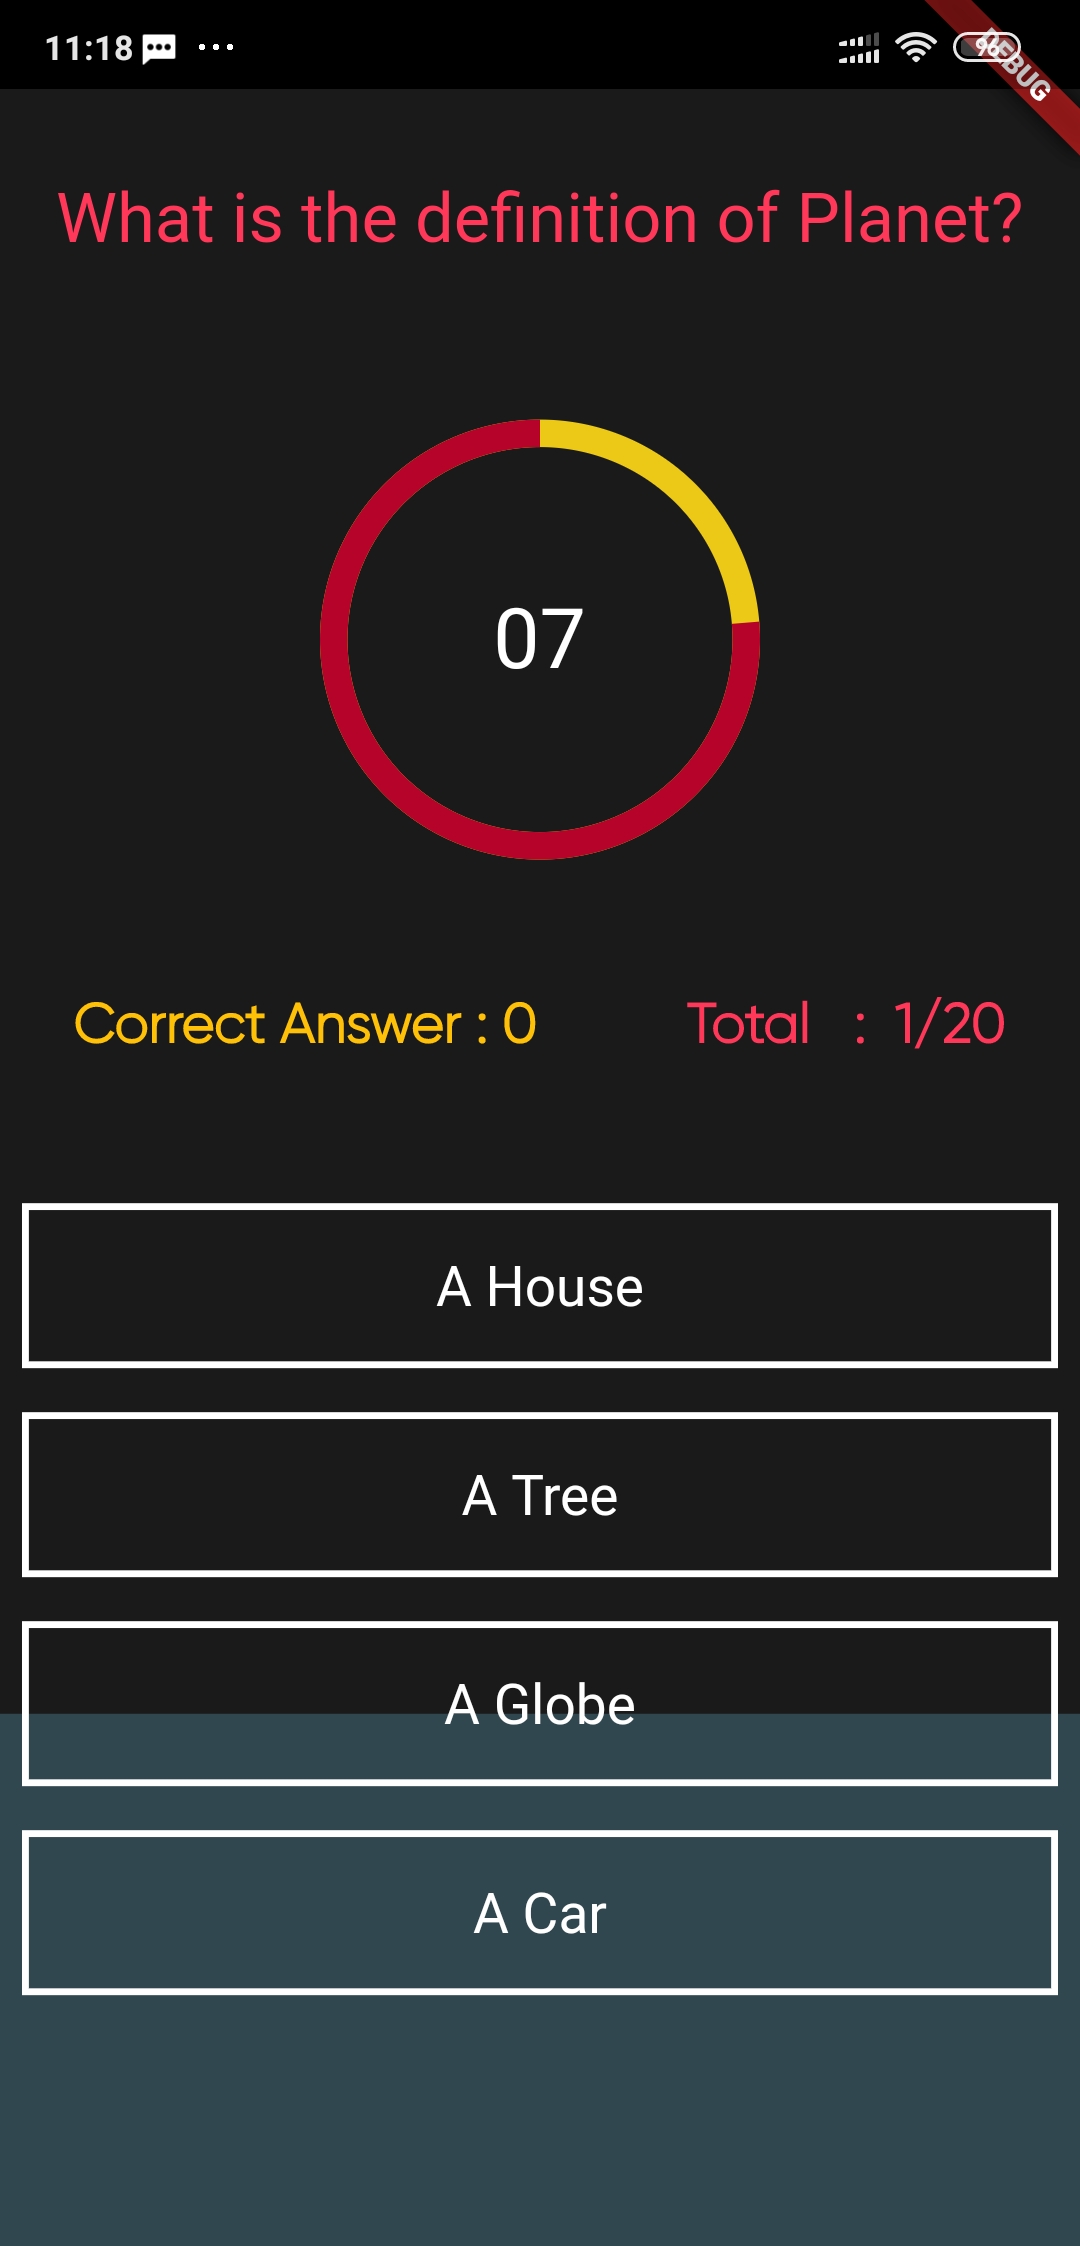 11:18
DEBUG
What is the definition of Planet?
07
Correct Answer : 0 Total : 1/20
A House
A Tree
A Globe
A Car